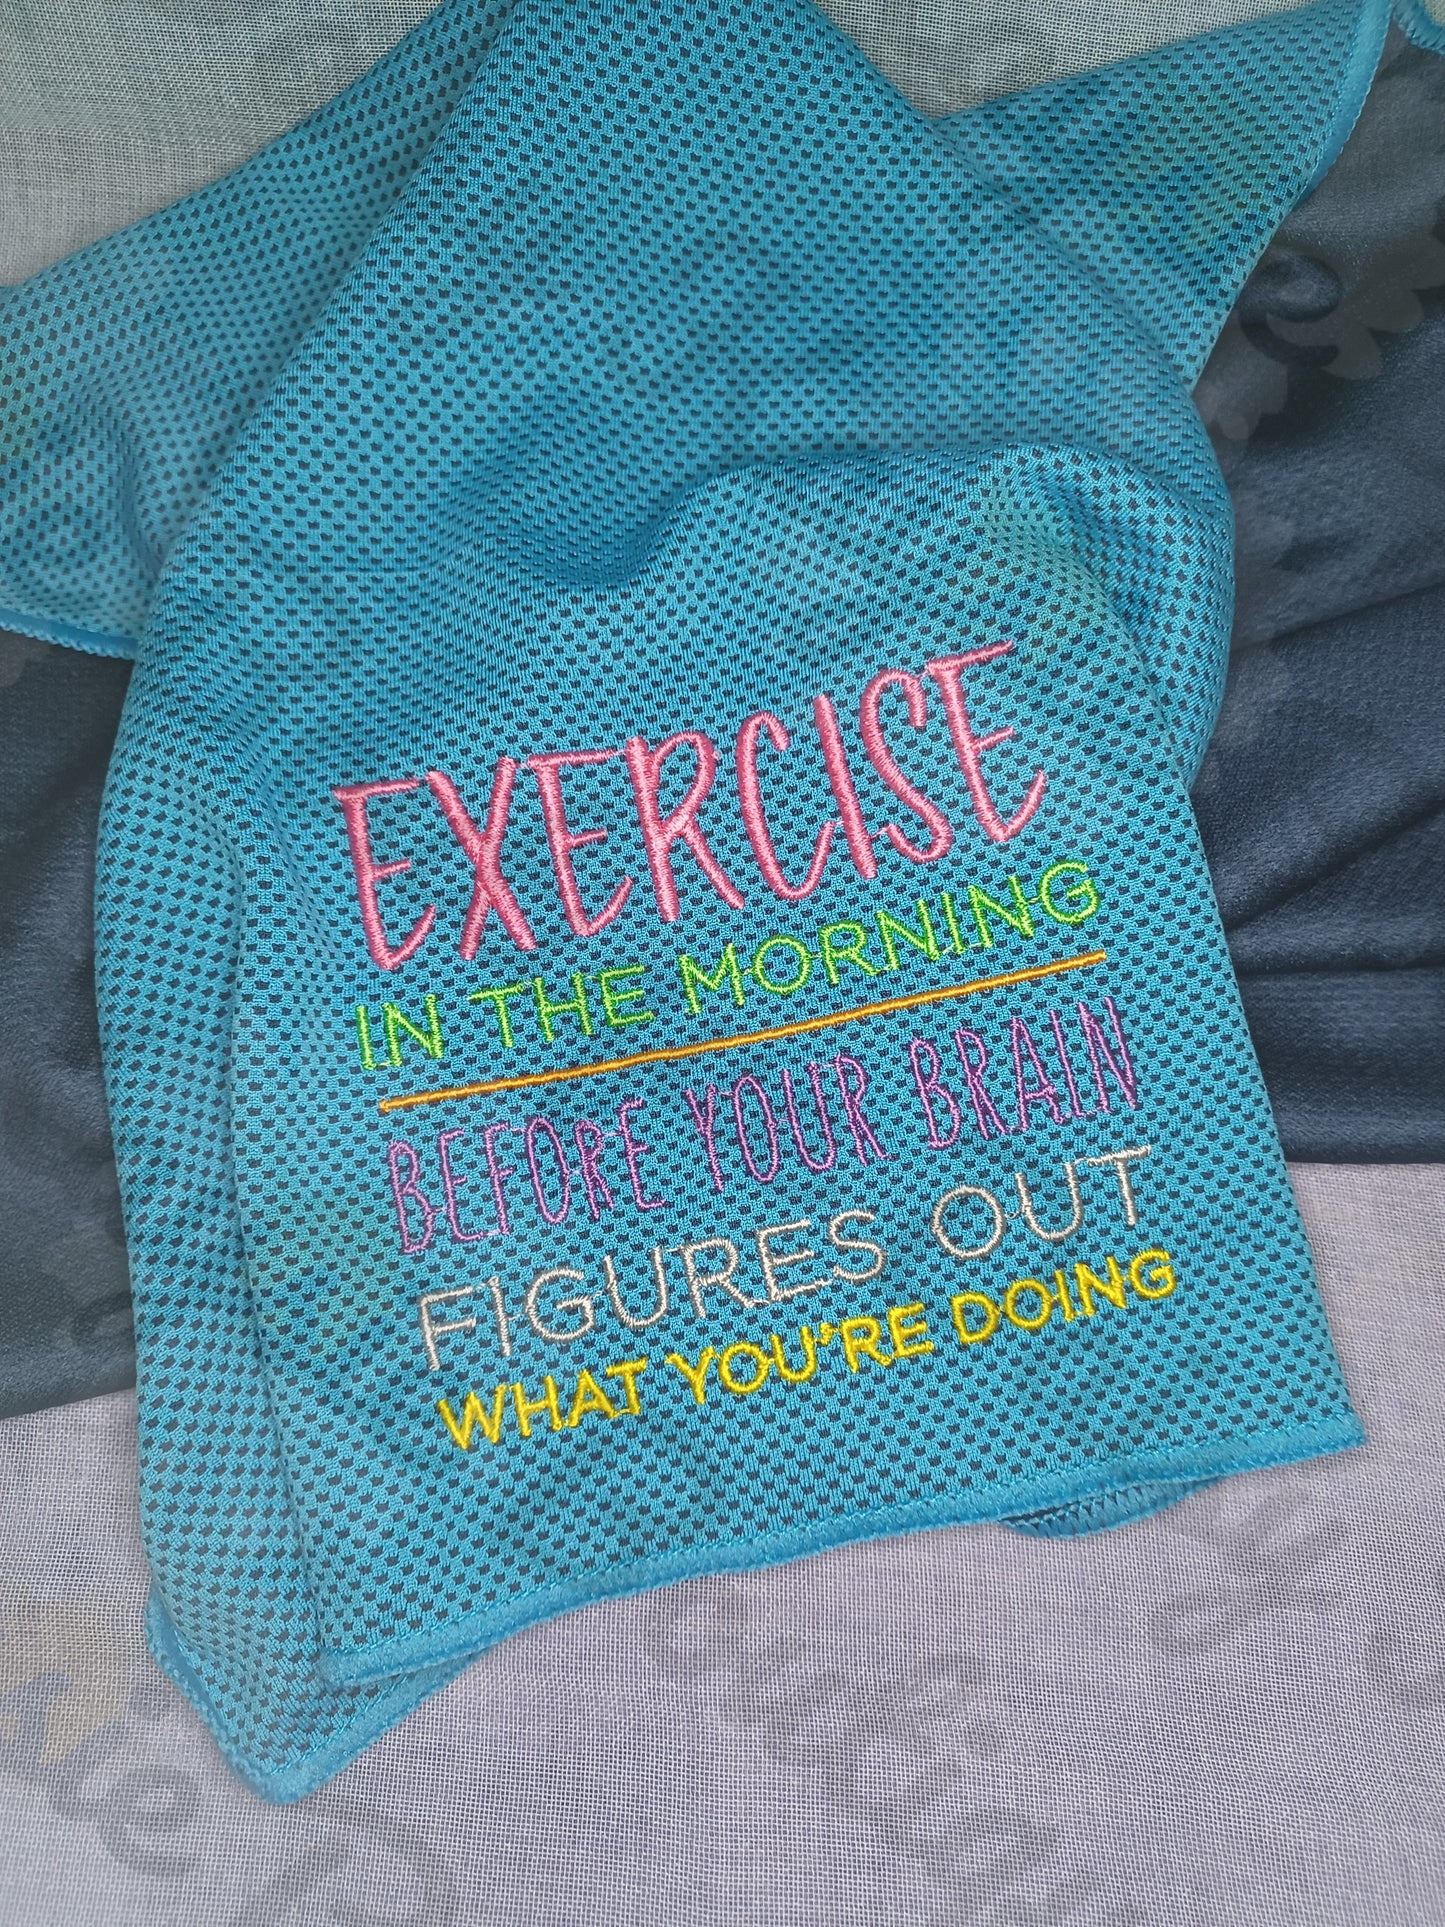 EXERCISE
IN THE MORNING
BEFORE YOUR BRAIN
FIGURES OUT
WHAT YOU'RE DOING